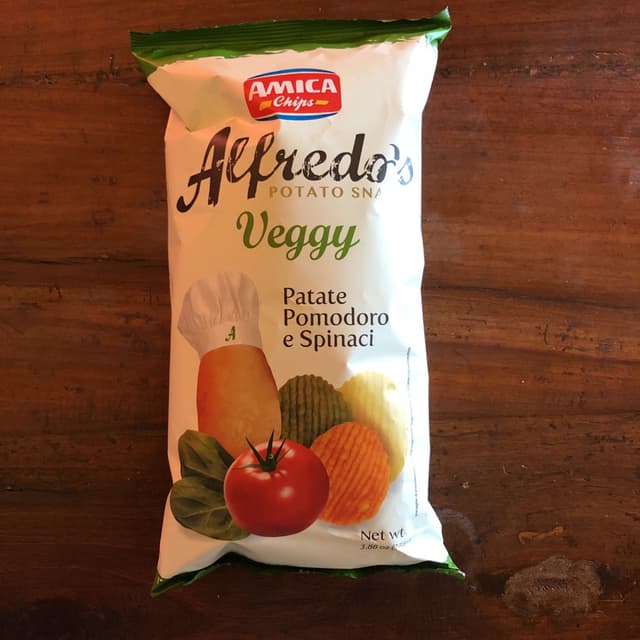 AMICA
Chips
Alfredo's
POTATO SNA
Veggy
Patate
Pomodoro
e Spinaci
A
Net wt